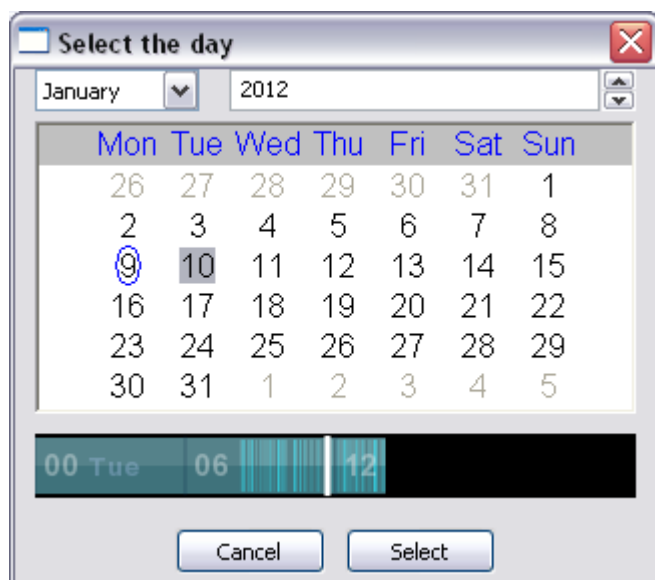 Select the day
January 2012
Mon Tue Wed Thu Fri Sat Sun
26 27 28 29 30 31 1
2 3 4 5 6 7 8
9 10 11 12 13 14 15
16 17 18 19 20 21 22
23 24 25 26 27 28 29
30 31 1 2 3 4 5
00 Tue 06 12
Cancel Select